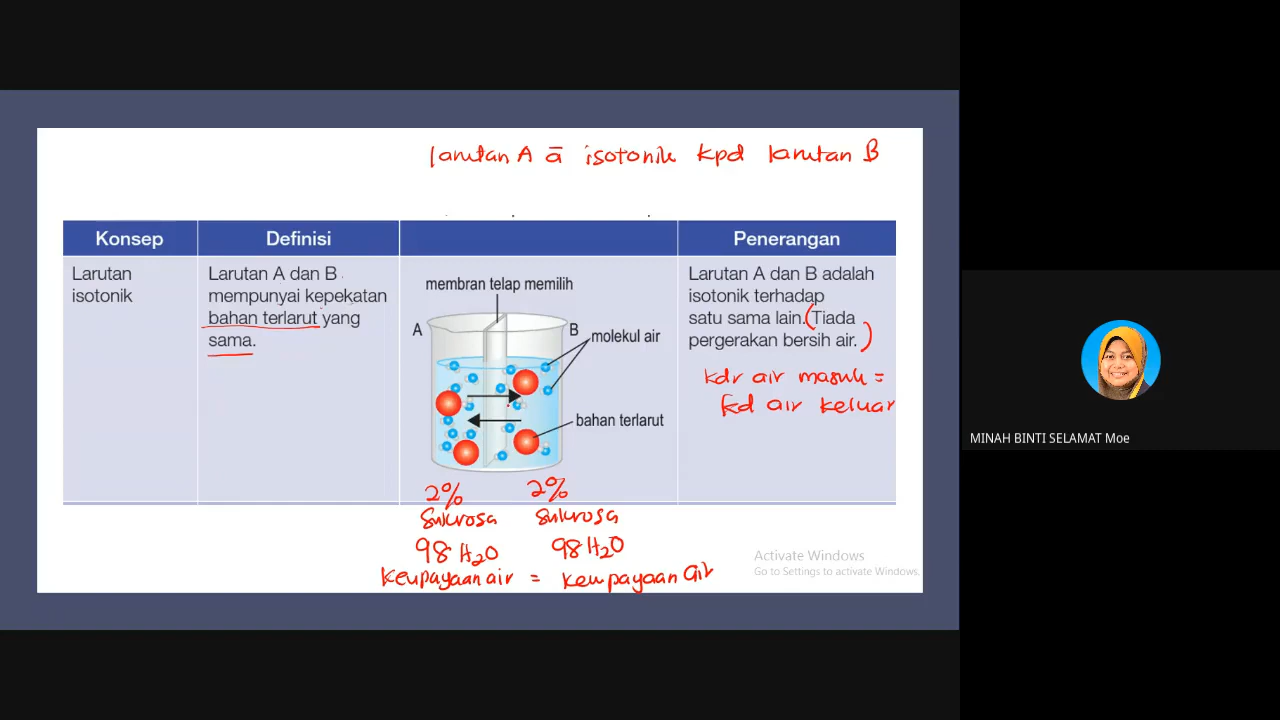 larutan A ā isotonik kpd larutan B
Konsep
Definisi
Penerangan
Larutan
isotonik
Larutan A dan B
mempunyai kepekatan
bahan terlarut yang
sama.
membran telap memilih
A
B
molekul air
bahan terlarut
Larutan A dan B adalah
isotonik terhadap
satu sama lain. (Tiada
pergerakan bersih air.)
kdr air masuk =
kd air keluar
2% 2%
Sukrosa sukrosa
98 H2O 98 H2O
keupayaan air = keupayaan air
Activate Windows
Go to Settings to activate Windows.
MINAH BINTI SELAMAT Moe